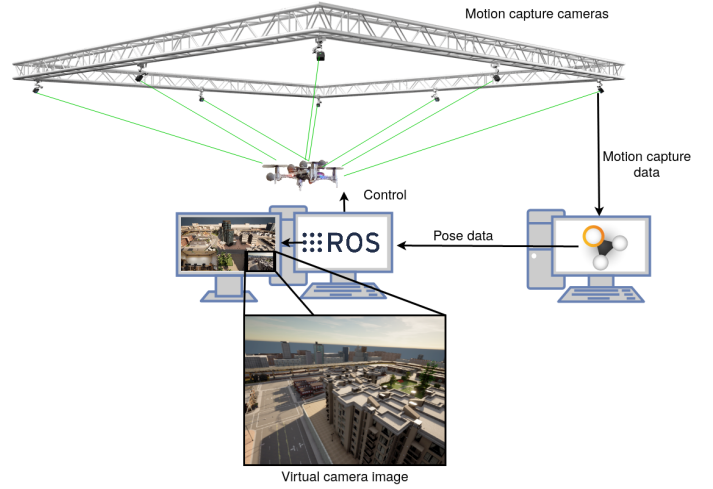 Motion capture cameras
Motion capture
data
Control
Pose data
ROS
Virtual camera image